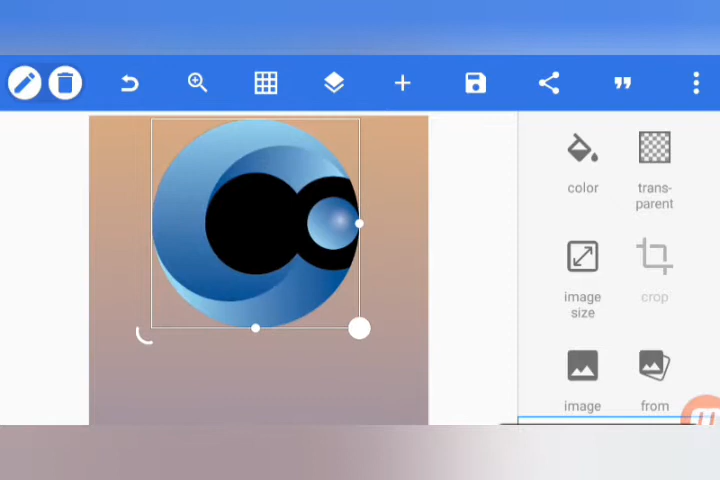 color
trans-
parent
image
size
crop
image
from